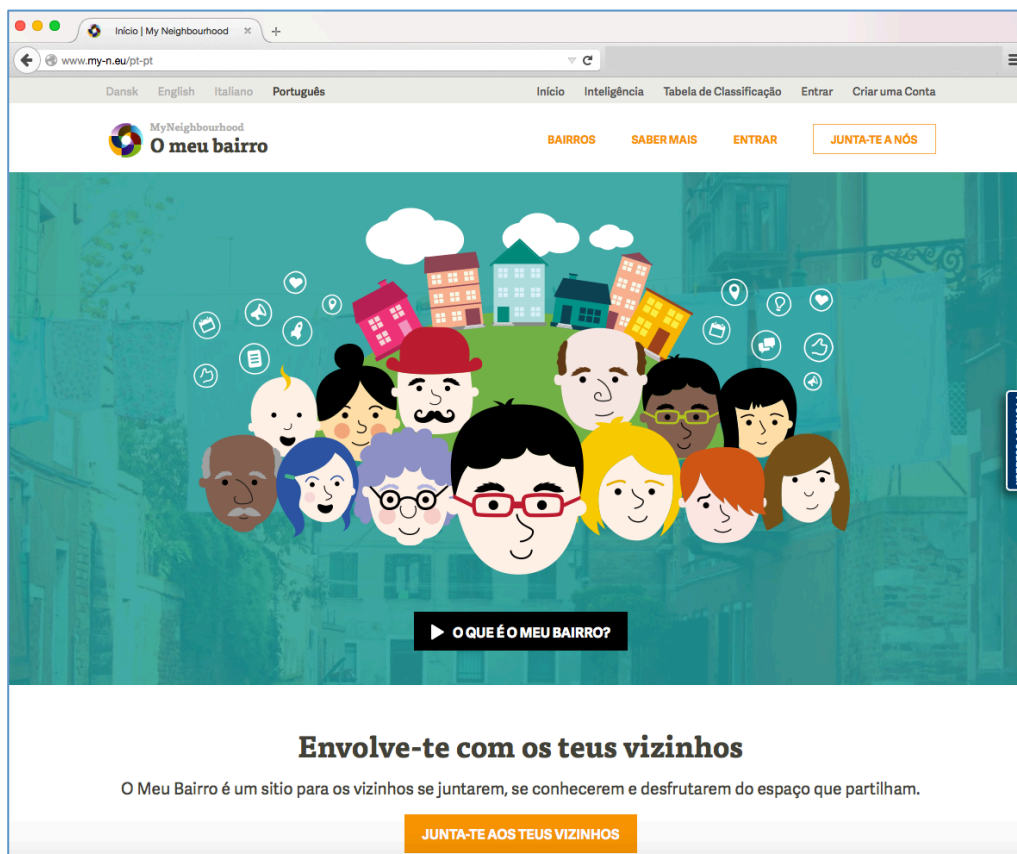 Início | My Neighbourhood
www.my-n.eu/pt-pt
Dansk English Italiano Português Início Inteligência Tabela de Classificação Entrar Criar uma Conta
MyNeighbourhood
O meu bairro
BAIRROS SABER MAIS ENTRAR JUNTA-TE A NÓS
O QUE É O MEU BAIRRO?
Envolve-te com os teus vizinhos
O Meu Bairro é um sitio para os vizinhos se juntarem, se conhecerem e desfrutarem do espaço que partilham.
JUNTA-TE AOS TEUS VIZINHOS